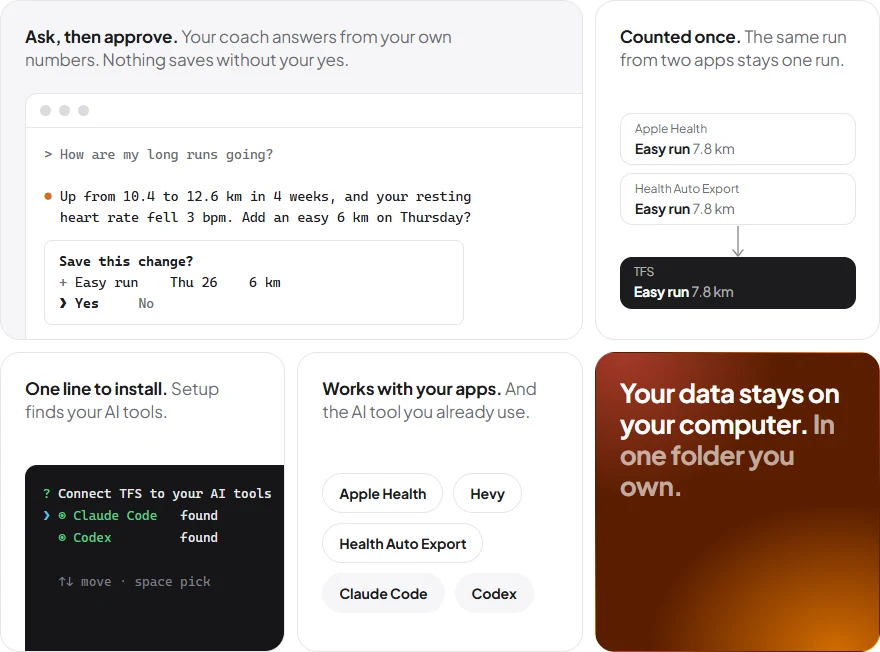 Ask, then approve. Your coach answers from your own
numbers. Nothing saves without your yes.
> How are my long runs going?
Up from 10.4 to 12.6 km in 4 weeks, and your resting
heart rate fell 3 bpm. Add an easy 6 km on Thursday?
Save this change?
+ Easy run Thu 26 6 km
❯ Yes No
Counted once. The same run
from two apps stays one run.
Apple Health
Easy run 7.8 km
Health Auto Export
Easy run 7.8 km
TFS
Easy run 7.8 km
One line to install. Setup
finds your AI tools.
? Connect TFS to your AI tools
❯ ◉ Claude Code found
◉ Codex found
↑↓ move · space pick
Works with your apps. And
the AI tool you already use.
Apple Health
Hevy
Health Auto Export
Claude Code
Codex
Your data stays on
your computer. In
one folder you
own.